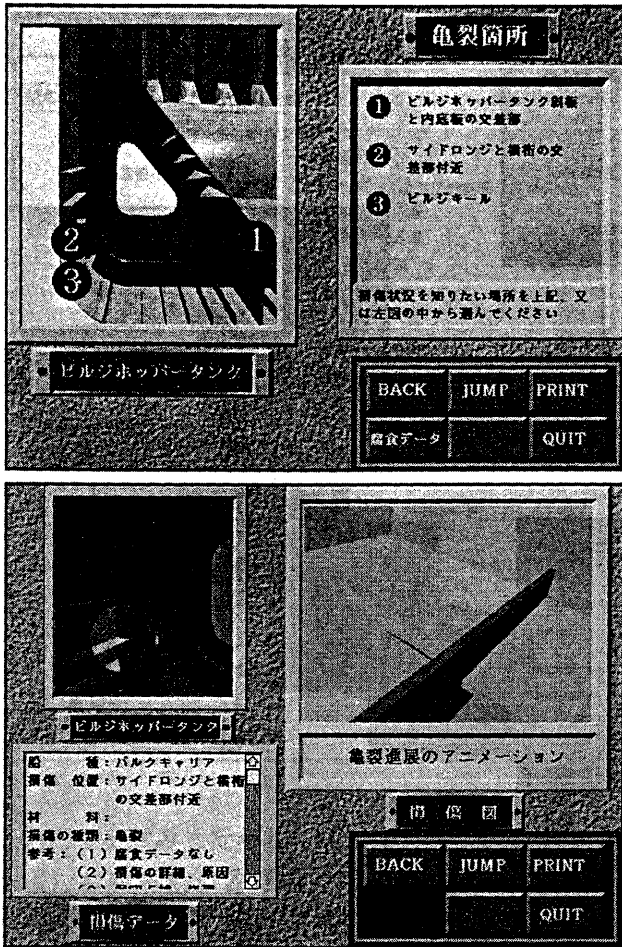 亀裂箇所
1 ビルジホッパータンク斜板
と内底板の交差部
2 サイドロンジと横桁の交
差部付近
3 ビルジキール
損傷状況を知りたい場所を上記、又
は左図の中から選んでください
2
1
3
ビルジホッパータンク
BACK JUMP PRINT
腐食データ QUIT
ビルジホッパータンク
船 種：バルクキャリア
損傷 位置：サイドロンジと横桁
の交差部付近
材 料：
損傷の種類：亀裂
参考：（１）腐食データなし
（２）損傷の詳細、原因
損傷データ
亀裂進展のアニメーション
損傷図
BACK JUMP PRINT
QUIT